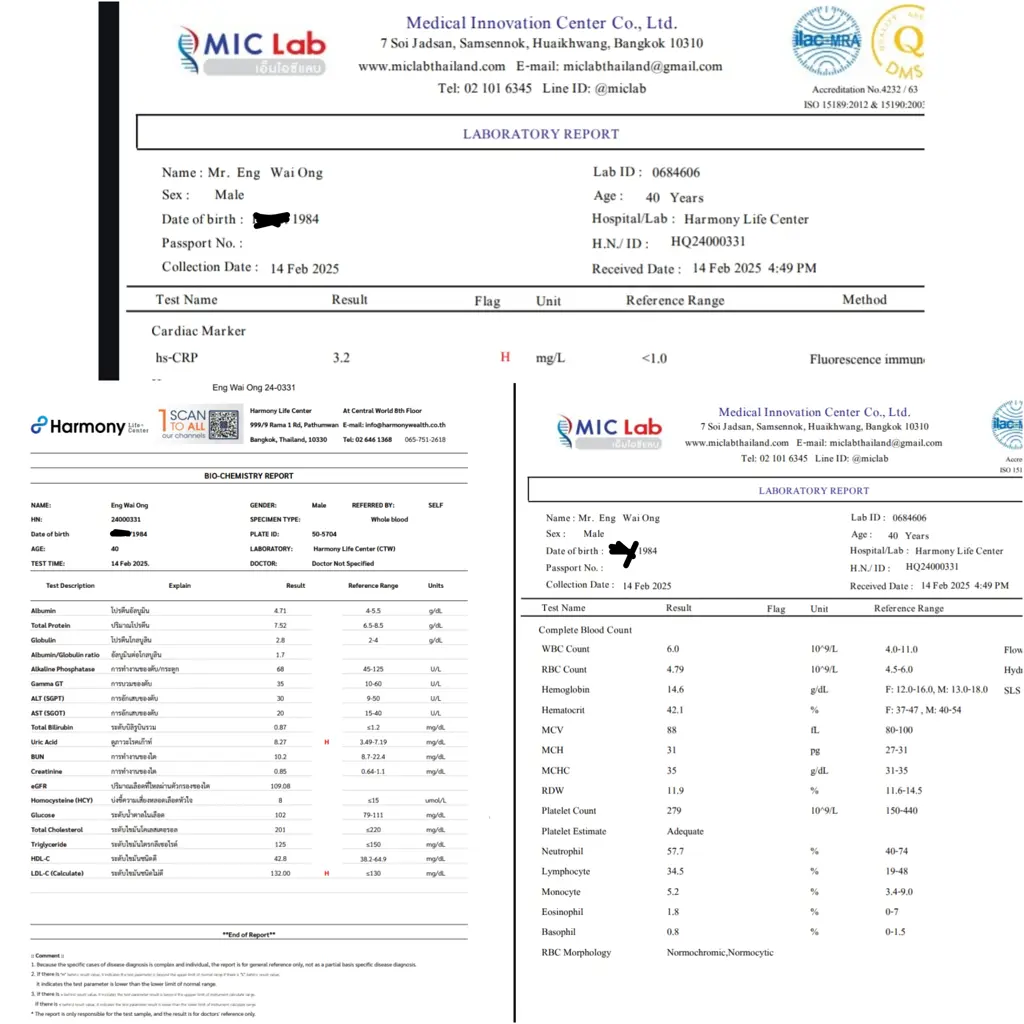 MIC Lab
เอ็มไอซีแลบ
Medical Innovation Center Co., Ltd.
7 Soi Jadsan, Samsennok, Huaikhwang, Bangkok 10310
www.miclabthailand.com E-mail: miclabthailand@gmail.com
Tel: 02 101 6345 Line ID: @miclab
ilac-MRA
Q
DMS
Accreditation No.4232 / 63
ISO 15189:2012 & 15190:2003
LABORATORY REPORT
Name : Mr. Eng Wai Ong Lab ID : 0684606
Sex : Male Age : 40 Years
Date of birth : 1984 Hospital/Lab : Harmony Life Center
Passport No. : H.N./ ID : HQ24000331
Collection Date : 14 Feb 2025 Received Date : 14 Feb 2025 4:49 PM
Test Name Result Flag Unit Reference Range Method
Cardiac Marker
hs-CRP 3.2 H mg/L <1.0 Fluorescence immun
Eng Wai Ong 24-0331
Harmony Life Center
1 SCAN TO ALL our channels
Harmony Life Center At Central World 8th Floor
999/9 Rama 1 Rd, Pathumwan E-mail: info@harmonywealth.co.th
Bangkok, Thailand, 10330 Tel: 02 646 1368 065-751-2618
BIO-CHEMISTRY REPORT
NAME: Eng Wai Ong GENDER: Male REFERRED BY: SELF
HN: 24000331 SPECIMEN TYPE: Whole blood
Date of birth 1984 PLATE ID: 50-5704
AGE: 40 LABORATORY: Harmony Life Center (CTW)
TEST TIME: 14 Feb 2025. DOCTOR: Doctor Not Specified
Test Description Explain Result Reference Range Units
Albumin โปรตีนอัลบูมิน 4.71 4-5.5 g/dL
Total Protein ปริมาณโปรตีน 7.52 6.5-8.5 g/dL
Globulin โปรตีนโกลบูลิน 2.8 2-4 g/dL
Albumin/Globulin ratio อัลบูมินต่อโกลบูลิน 1.7
Alkaline Phosphatase การทำงานของตับ/กระดูก 68 45-125 U/L
Gamma GT การบวมของตับ 35 10-60 U/L
ALT (SGPT) การอักเสบของตับ 30 9-50 U/L
AST (SGOT) การอักเสบของตับ 20 15-40 U/L
Total Bilirubin ระดับบิลิรูบินรวม 0.87 ≤1.2 mg/dL
Uric Acid ดูภาวะโรคเก๊าท์ 8.27 H 3.49-7.19 mg/dL
BUN การทำงานของไต 10.2 8.7-22.4 mg/dL
Creatinine การทำงานของไต 0.85 0.64-1.1 mg/dL
eGFR ปริมาณเลือดที่ไหลผ่านตัวกรองของไต 109.08
Homocysteine (HCY) บ่งชี้ความเสี่ยงหลอดเลือดหัวใจ 8 ≤15 umol/L
Glucose ระดับน้ำตาลในเลือด 102 79-111 mg/dL
Total Cholesterol ระดับไขมันโคเลสเตอรอล 201 ≤220 mg/dL
Triglyceride ระดับไขมันไตรกลีเซอไรด์ 125 ≤150 mg/dL
HDL-C ระดับไขมันชนิดดี 42.8 38.2-64.9 mg/dL
LDL-C (Calculate) ระดับไขมันชนิดไม่ดี 132.00 H ≤130 mg/dL
**End of Report**
:: Comment ::
1. Because the specific cases of disease diagnosis is complex and individual, the report is for general reference only, not as a partial basis specific disease diagnosis.
2. If there is "H" behind result value, it indicates the test parameter is beyond the upper limit of normal range if there is "L" behind result value,
it indicates the test parameter is lower than the lower limit of normal range.
3. If there is
If there is
* The report is only responsible for the test sample, and the result is for doctors' reference only.
MIC Lab
เอ็มไอซีแลบ
Medical Innovation Center Co., Ltd.
7 Soi Jadsan, Samsennok, Huaikhwang, Bangkok 10310
www.miclabthailand.com E-mail: miclabthailand@gmail.com
Tel: 02 101 6345 Line ID: @miclab
ilac-M
Accre
ISO 151
LABORATORY REPORT
Name : Mr. Eng Wai Ong Lab ID : 0684606
Sex : Male Age : 40 Years
Date of birth : 1984 Hospital/Lab : Harmony Life Center
Passport No. : H.N./ ID : HQ24000331
Collection Date : 14 Feb 2025 Received Date : 14 Feb 2025 4:49 PM
Test Name Result Flag Unit Reference Range
Complete Blood Count
WBC Count 6.0 10^9/L 4.0-11.0 Flow
RBC Count 4.79 10^9/L 4.5-6.0 Hydr
Hemoglobin 14.6 g/dL F: 12.0-16.0, M: 13.0-18.0 SLS
Hematocrit 42.1 % F: 37-47 , M: 40-54
MCV 88 fL 80-100
MCH 31 pg 27-31
MCHC 35 g/dL 31-35
RDW 11.9 % 11.6-14.5
Platelet Count 279 10^9/L 150-440
Platelet Estimate Adequate
Neutrophil 57.7 % 40-74
Lymphocyte 34.5 % 19-48
Monocyte 5.2 % 3.4-9.0
Eosinophil 1.8 % 0-7
Basophil 0.8 % 0-1.5
RBC Morphology Normochromic,Normocytic